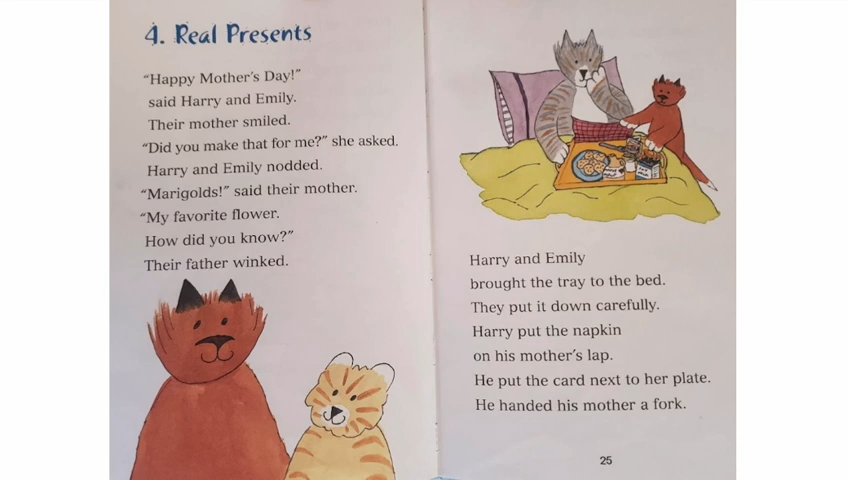 4. Real Presents
“Happy Mother’s Day!”
said Harry and Emily.
Their mother smiled.
“Did you make that for me?” she asked.
Harry and Emily nodded.
“Marigolds!” said their mother.
“My favorite flower.
How did you know?”
Their father winked.
Harry and Emily
brought the tray to the bed.
They put it down carefully.
Harry put the napkin
on his mother’s lap.
He put the card next to her plate.
He handed his mother a fork.
25